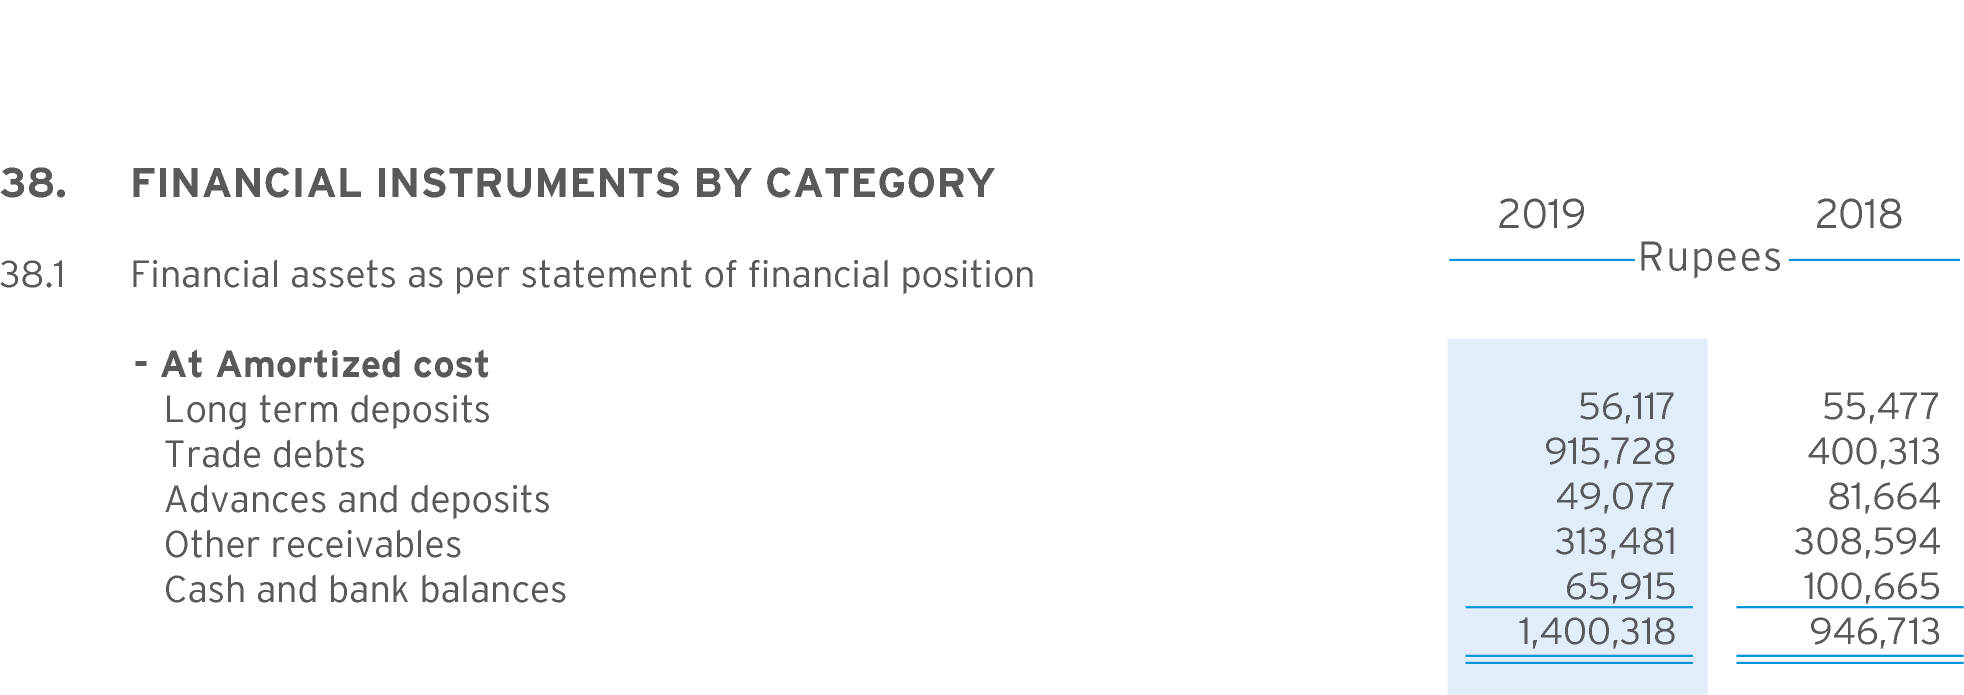 38. FINANCIAL INSTRUMENTS BY CATEGORY
2019 2018
Rupees
38.1 Financial assets as per statement of financial position
- At Amortized cost
Long term deposits 56,117 55,477
Trade debts 915,728 400,313
Advances and deposits 49,077 81,664
Other receivables 313,481 308,594
Cash and bank balances 65,915 100,665
1,400,318 946,713